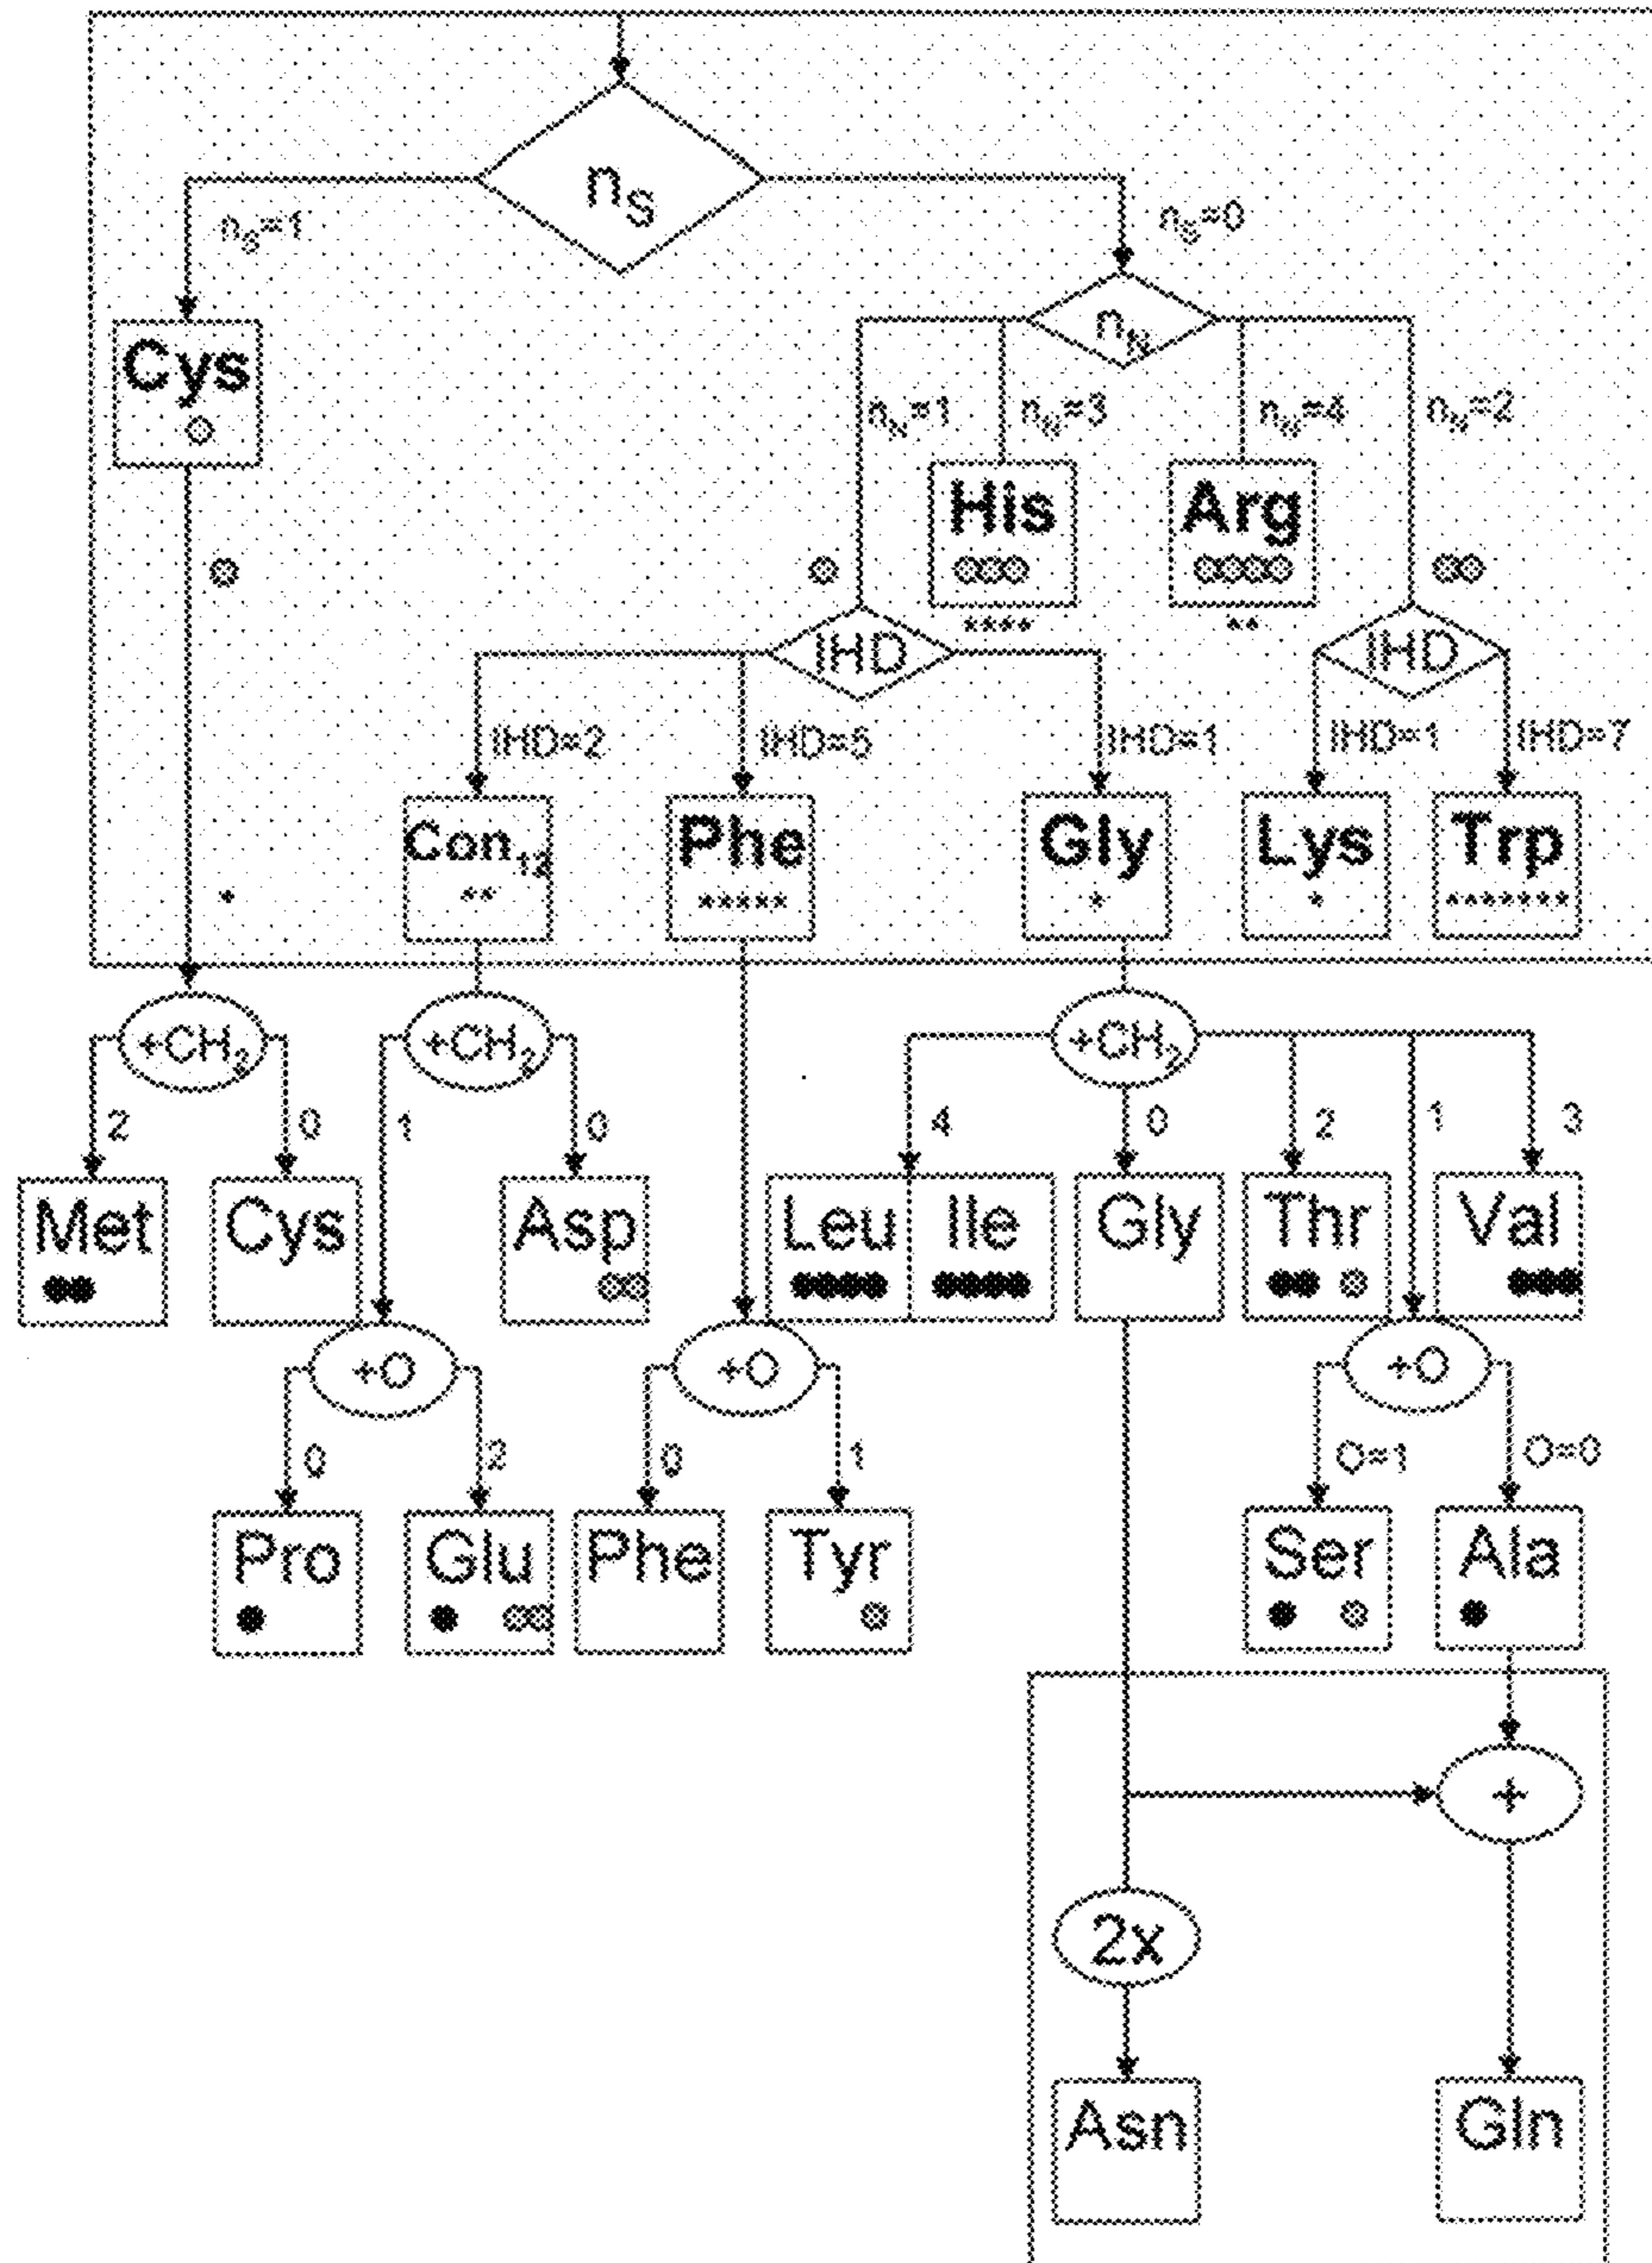 nS
nS=1
nS=0
nN
Cys
nN=1
nN=3
nN=4
nN=2
His
Arg
IHD
IHD
IHD=2
IHD=5
IHD=1
IHD=1
IHD=7
Con12
Phe
Gly
Lys
Trp
+CH2
+CH2
+CH2
2
0
1
0
4
0
2
1
3
Met
Cys
Asp
Leu
Ile
Gly
Thr
Val
+O
+O
+O
0
2
0
1
O=1
O=0
Pro
Glu
Phe
Tyr
Ser
Ala
+
2x
Asn
Gln